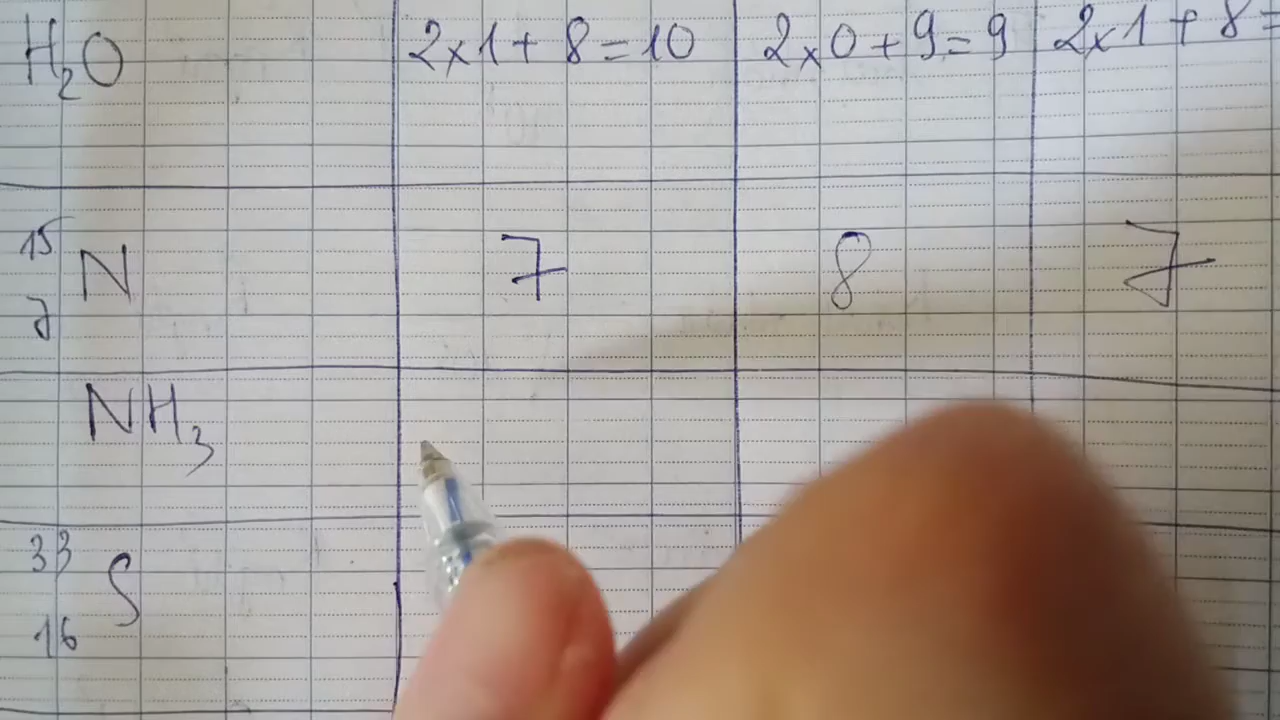 H₂O 2x1+8=10 2x0+9=9 2x1+8=
15 7 N 7 8 7
NH₃
33 16 S